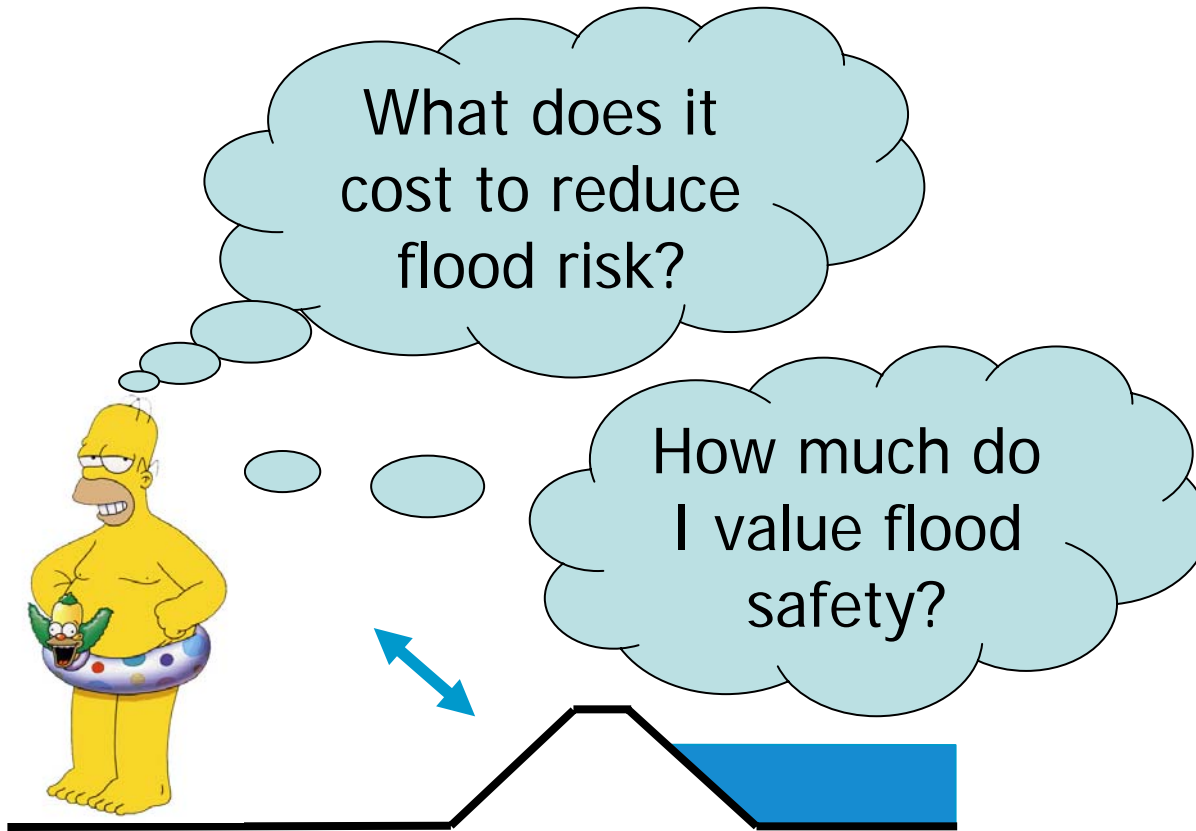 What does it
cost to reduce
flood risk?
How much do
I value flood
safety?